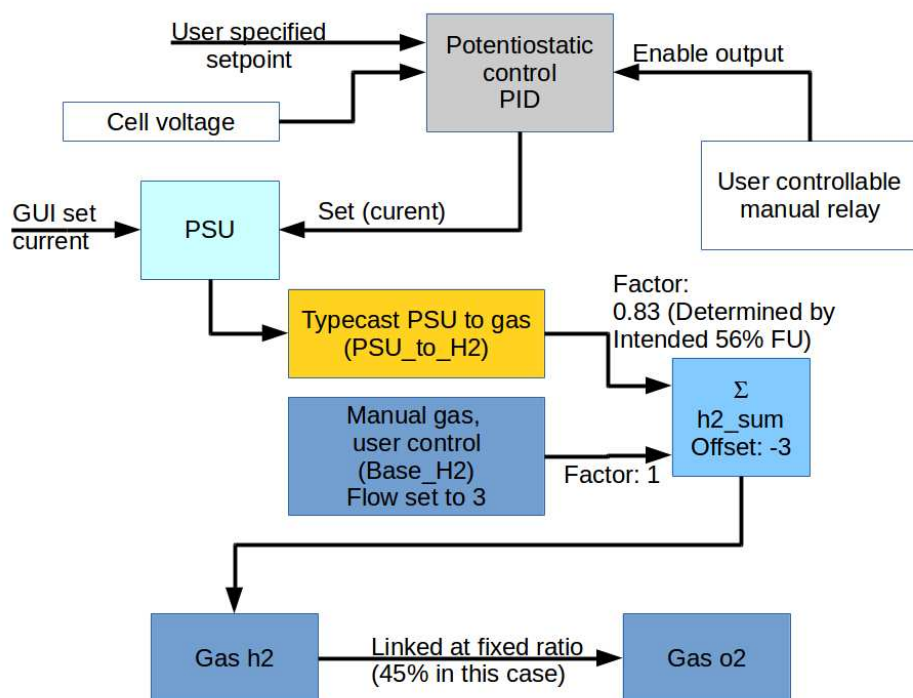 User specified
setpoint
Potentiostatic
control
PID
Enable output
Cell voltage
User controllable
manual relay
GUI set
current
PSU
Set (curent)
Factor:
0.83 (Determined by
Intended 56% FU)
Typecast PSU to gas
(PSU_to_H2)
Σ
h2_sum
Offset: -3
Manual gas,
user control
(Base_H2)
Flow set to 3
Factor: 1
Gas h2
Linked at fixed ratio
(45% in this case)
Gas o2